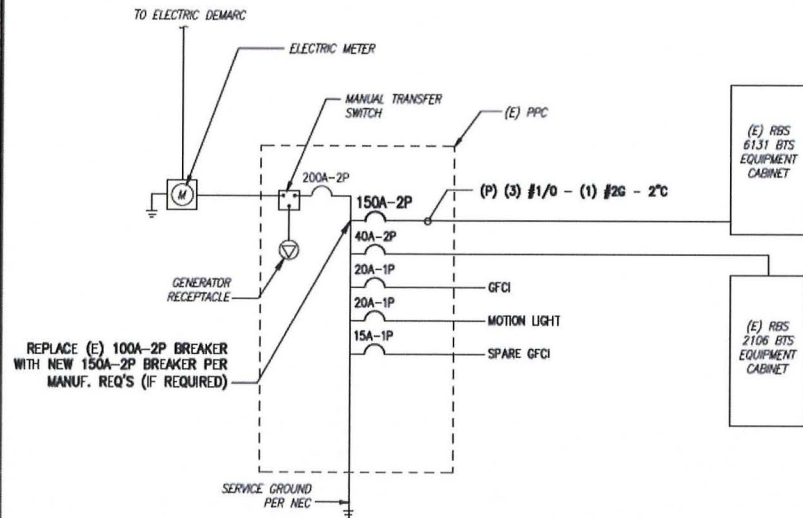 TO ELECTRIC DEMARC
ELECTRIC METER
MANUAL TRANSFER
SWITCH
(E) PPC
(E) RBS
6131 BTS
EQUIPMENT
CABINET
200A-2P
M
150A-2P
(P) (3) #1/0 - (1) #2G - 2"C
40A-2P
GENERATOR
RECEPTACLE
20A-1P
GFCI
20A-1P
MOTION LIGHT
15A-1P
SPARE GFCI
(E) RBS
2106 BTS
EQUIPMENT
CABINET
REPLACE (E) 100A-2P BREAKER
WITH NEW 150A-2P BREAKER PER
MANUF. REQ'S (IF REQUIRED)
SERVICE GROUND
PER NEC